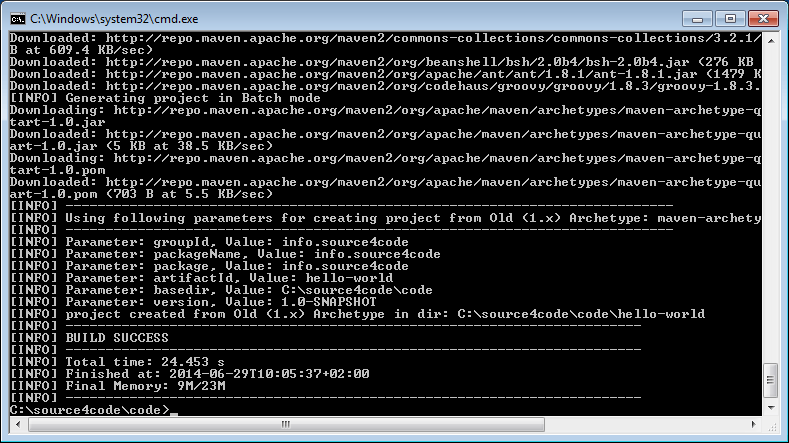 C:\Windows\system32\cmd.exe
Downloaded: http://repo.maven.apache.org/maven2/commons-collections/commons-collections/3.2.1/
B at 609.4 KB/sec)
Downloaded: http://repo.maven.apache.org/maven2/org/beanshell/bsh/2.0b4/bsh-2.0b4.jar (276 KB
Downloaded: http://repo.maven.apache.org/maven2/org/apache/ant/ant/1.8.1/ant-1.8.1.jar (1479 K
Downloaded: http://repo.maven.apache.org/maven2/org/codehaus/groovy/groovy/1.8.3/groovy-1.8.3.
[INFO] Generating project in Batch mode
Downloading: http://repo.maven.apache.org/maven2/org/apache/maven/archetypes/maven-archetype-q
tart-1.0.jar
Downloaded: http://repo.maven.apache.org/maven2/org/apache/maven/archetypes/maven-archetype-qu
art-1.0.jar (5 KB at 38.5 KB/sec)
Downloading: http://repo.maven.apache.org/maven2/org/apache/maven/archetypes/maven-archetype-q
tart-1.0.pom
Downloaded: http://repo.maven.apache.org/maven2/org/apache/maven/archetypes/maven-archetype-qu
art-1.0.pom (703 B at 5.5 KB/sec)
[INFO] ----------------------------------------------------------------------------
[INFO] Using following parameters for creating project from Old (1.x) Archetype: maven-archety
[INFO] ----------------------------------------------------------------------------
[INFO] Parameter: groupId, Value: info.source4code
[INFO] Parameter: packageName, Value: info.source4code
[INFO] Parameter: package, Value: info.source4code
[INFO] Parameter: artifactId, Value: hello-world
[INFO] Parameter: basedir, Value: C:\source4code\code
[INFO] Parameter: version, Value: 1.0-SNAPSHOT
[INFO] project created from Old (1.x) Archetype in dir: C:\source4code\code\hello-world
[INFO] ------------------------------------------------------------------------
[INFO] BUILD SUCCESS
[INFO] ------------------------------------------------------------------------
[INFO] Total time: 24.453 s
[INFO] Finished at: 2014-06-29T10:05:37+02:00
[INFO] Final Memory: 9M/23M
[INFO] ------------------------------------------------------------------------
C:\source4code\code>_